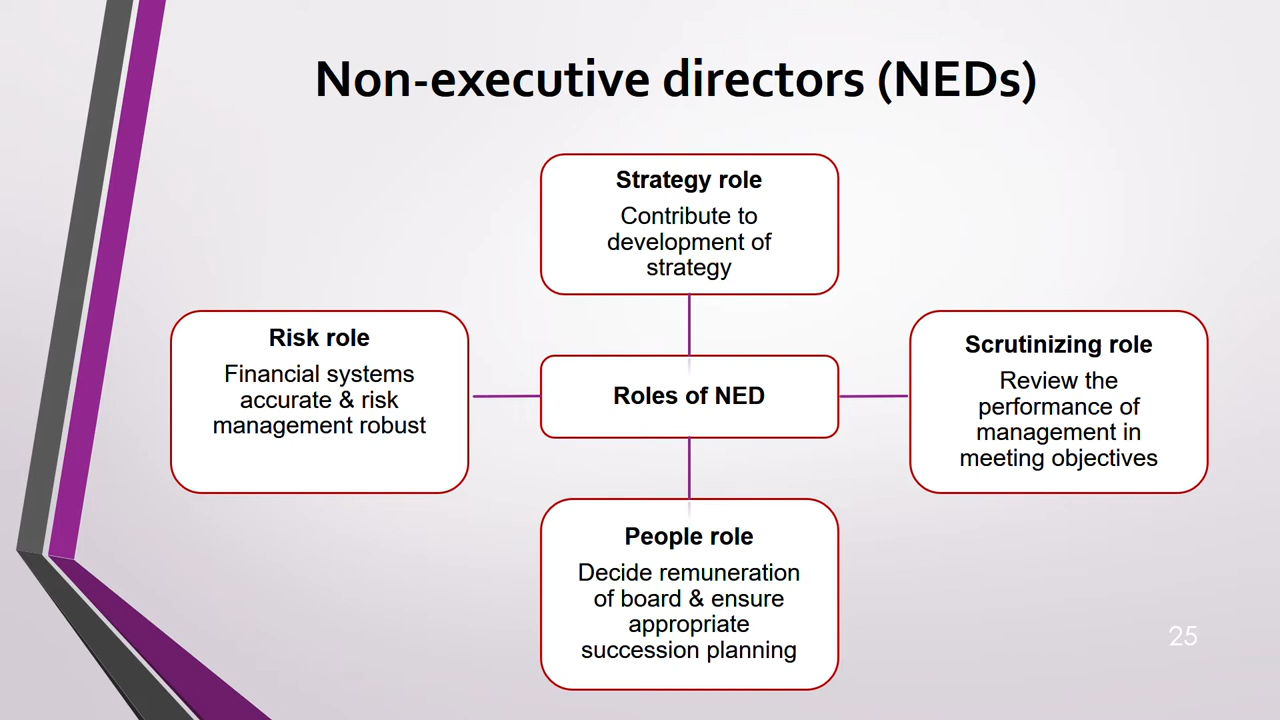 Non-executive directors (NEDs)
Strategy role
Contribute to
development of
strategy
Risk role
Financial systems
accurate & risk
management robust
Roles of NED
Scrutinizing role
Review the
performance of
management in
meeting objectives
People role
Decide remuneration
of board & ensure
appropriate
succession planning
25